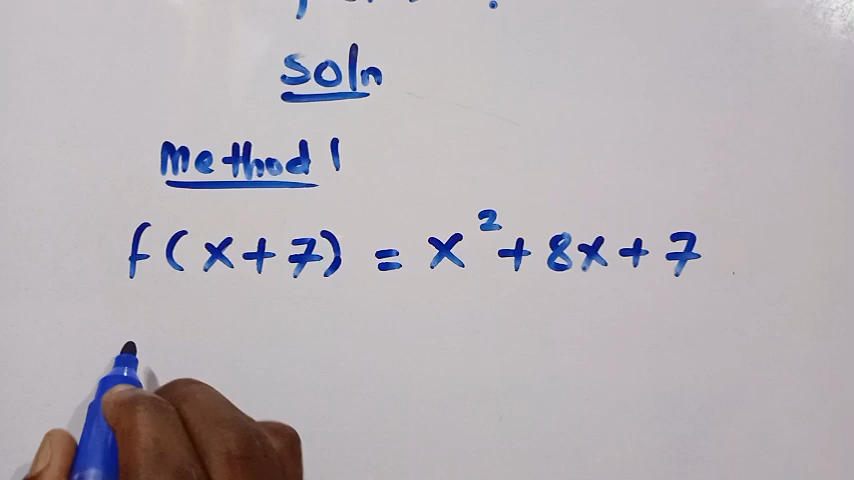 Soln
Method 1
f(x+7) = x²+8x+7